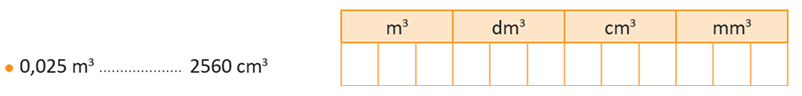 m³ dm³ cm³ mm³
• 0,025 m³ .................... 2560 cm³